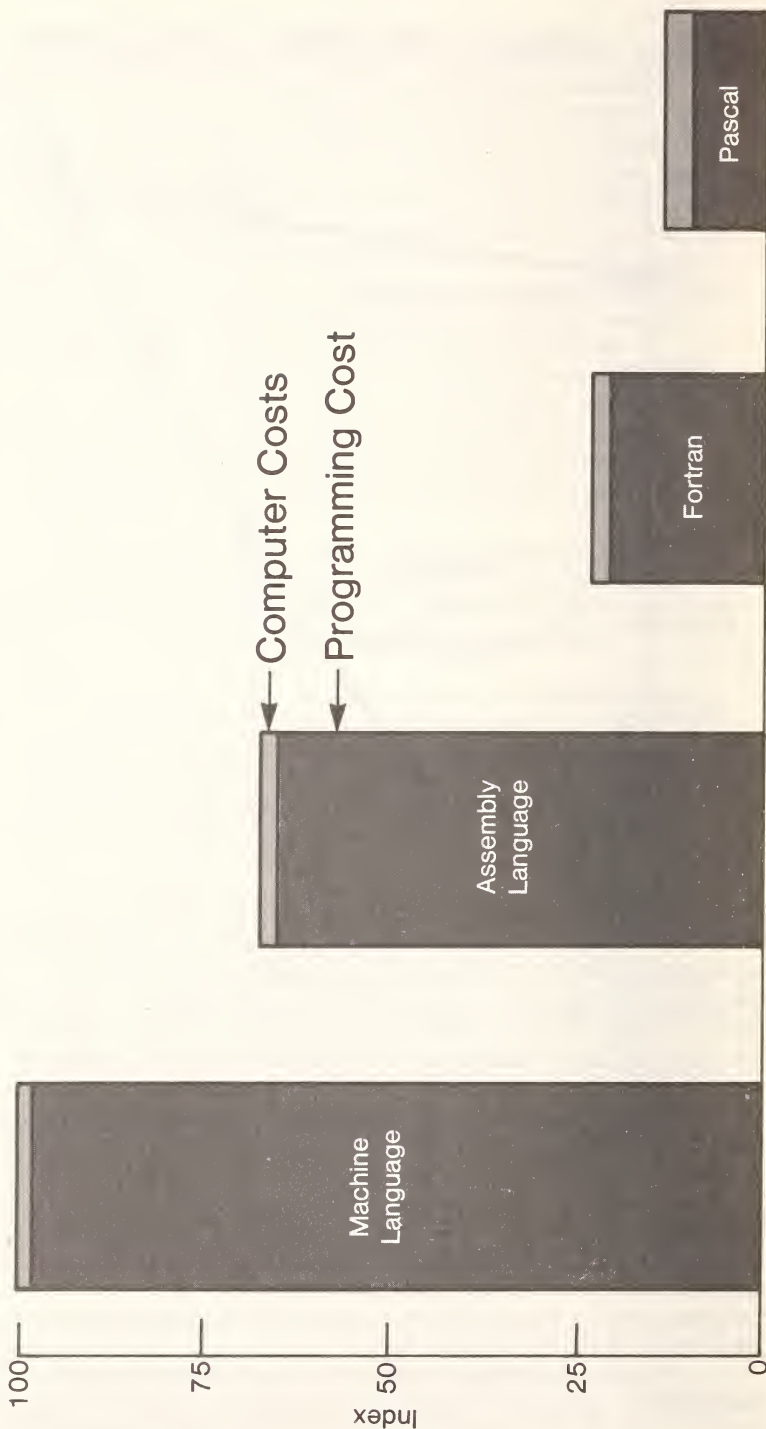 100
75
50
25
0
Index
Machine
Language
Assembly
Language
Computer Costs
Programming Cost
Fortran
Pascal